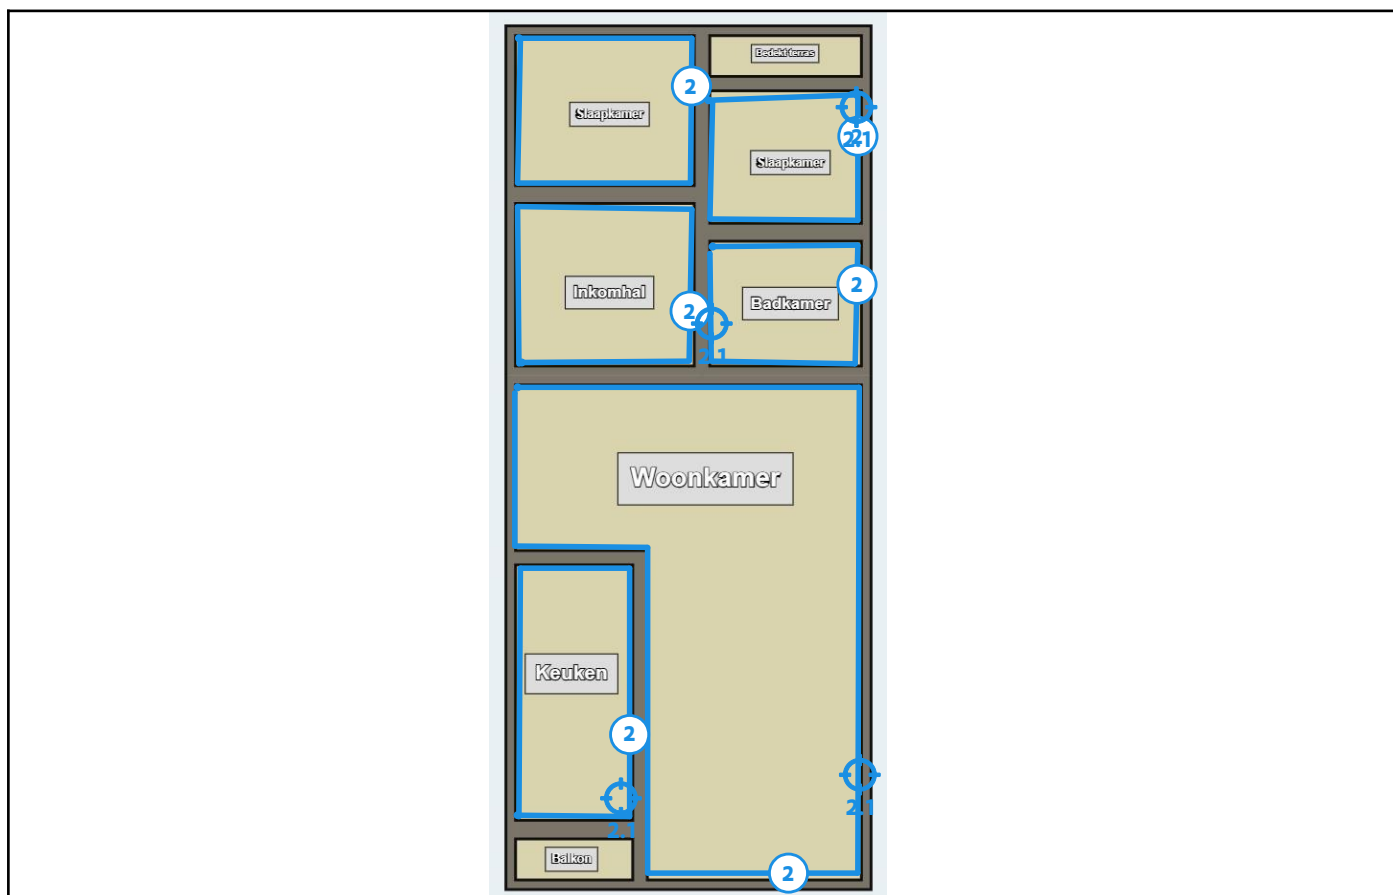 Bedekt terras
2
Slaapkamer
2
2.1
Slaapkamer
2
Inkomhal
Badkamer
2
2.1
Woonkamer
Keuken
2
2.1
2.1
Balkon
2